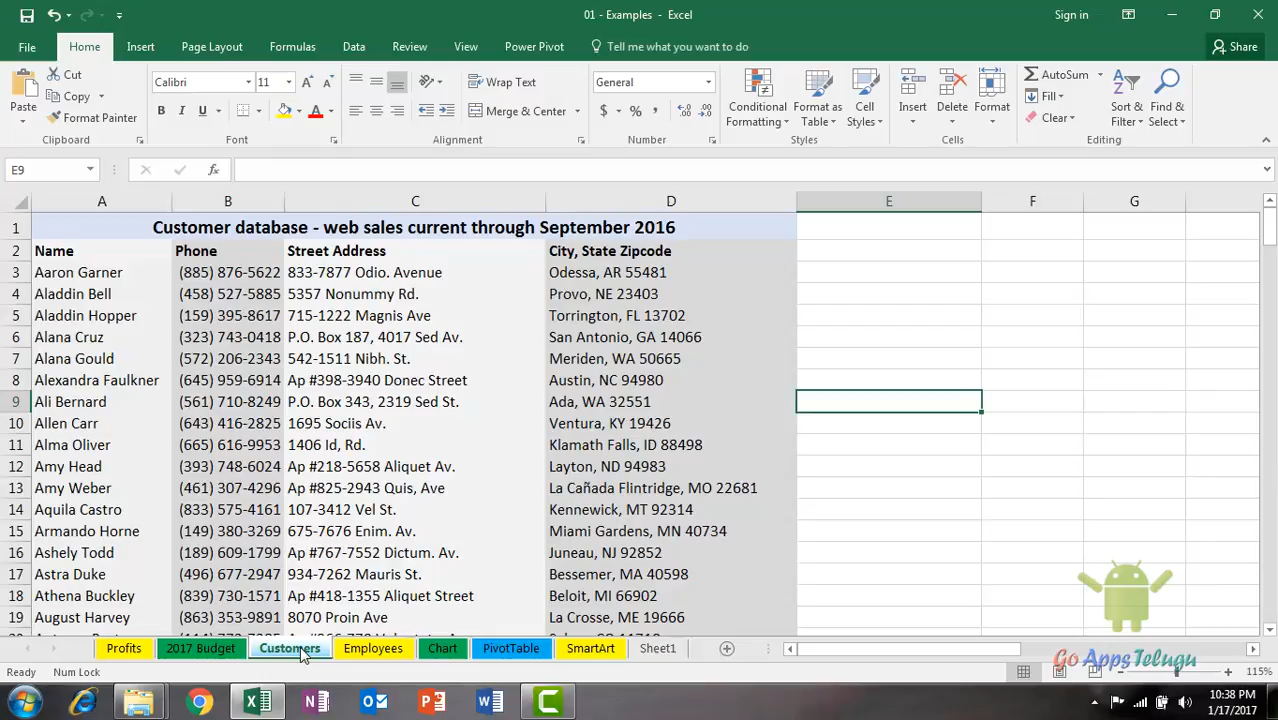 01 - Examples - Excel
Sign in
File
Home
Insert
Page Layout
Formulas
Data
Review
View
Power Pivot
Tell me what you want to do
Share
Paste
Cut
Copy
Format Painter
Clipboard
Calibri
11
B I U
Font
Wrap Text
Merge & Center
Alignment
General
$ % ,
Number
Conditional
Formatting
Format as
Table
Cell
Styles
Styles
Insert
Delete
Format
Cells
AutoSum
Fill
Clear
Sort &
Filter
Find &
Select
Editing
E9
fx
A B C D E F G
1 Customer database - web sales current through September 2016
2 Name Phone Street Address City, State Zipcode
3 Aaron Garner (885) 876-5622 833-7877 Odio. Avenue Odessa, AR 55481
4 Aladdin Bell (458) 527-5885 5357 Nonummy Rd. Provo, NE 23403
5 Aladdin Hopper (159) 395-8617 715-1222 Magnis Ave Torrington, FL 13702
6 Alana Cruz (323) 743-0418 P.O. Box 187, 4017 Sed Av. San Antonio, GA 14066
7 Alana Gould (572) 206-2343 542-1511 Nibh. St. Meriden, WA 50665
8 Alexandra Faulkner (645) 959-6914 Ap #398-3940 Donec Street Austin, NC 94980
9 Ali Bernard (561) 710-8249 P.O. Box 343, 2319 Sed St. Ada, WA 32551
10 Allen Carr (643) 416-2825 1695 Sociis Av. Ventura, KY 19426
11 Alma Oliver (665) 616-9953 1406 Id, Rd. Klamath Falls, ID 88498
12 Amy Head (393) 748-6024 Ap #218-5658 Aliquet Av. Layton, ND 94983
13 Amy Weber (461) 307-4296 Ap #825-2943 Quis, Ave La Cañada Flintridge, MO 22681
14 Aquila Castro (833) 575-4161 107-3412 Vel St. Kennewick, MT 92314
15 Armando Horne (149) 380-3269 675-7676 Enim. Av. Miami Gardens, MN 40734
16 Ashely Todd (189) 609-1799 Ap #767-7552 Dictum. Av. Juneau, NJ 92852
17 Astra Duke (496) 677-2947 934-7262 Mauris St. Bessemer, MA 40598
18 Athena Buckley (839) 730-1571 Ap #418-1355 Aliquet Street Beloit, MI 66902
19 August Harvey (863) 353-9891 8070 Proin Ave La Crosse, ME 19666
Profits
2017 Budget
Customers
Employees
Chart
PivotTable
SmartArt
Sheet1
Go Apps Telugu
Ready
Num Lock
115%
10:38 PM
1/17/2017